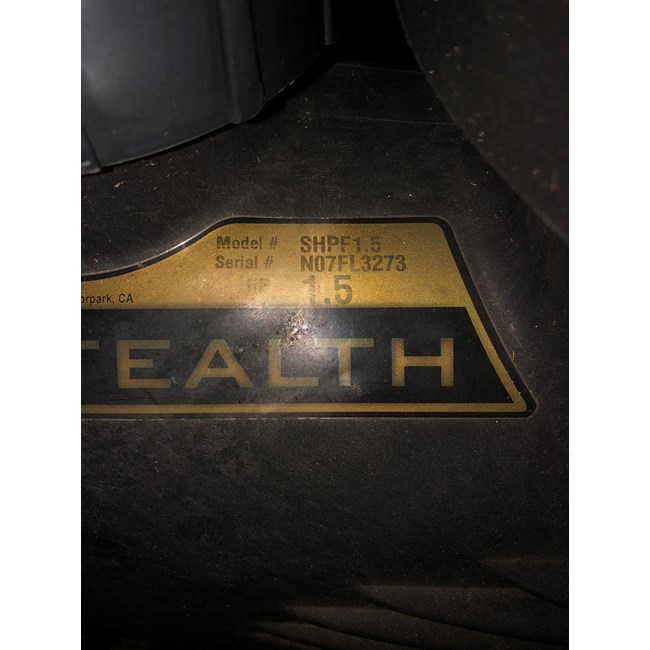 Model # SHPF1.5
Serial # N07FL3273
HP 1.5
orpark, CA
TEALTH